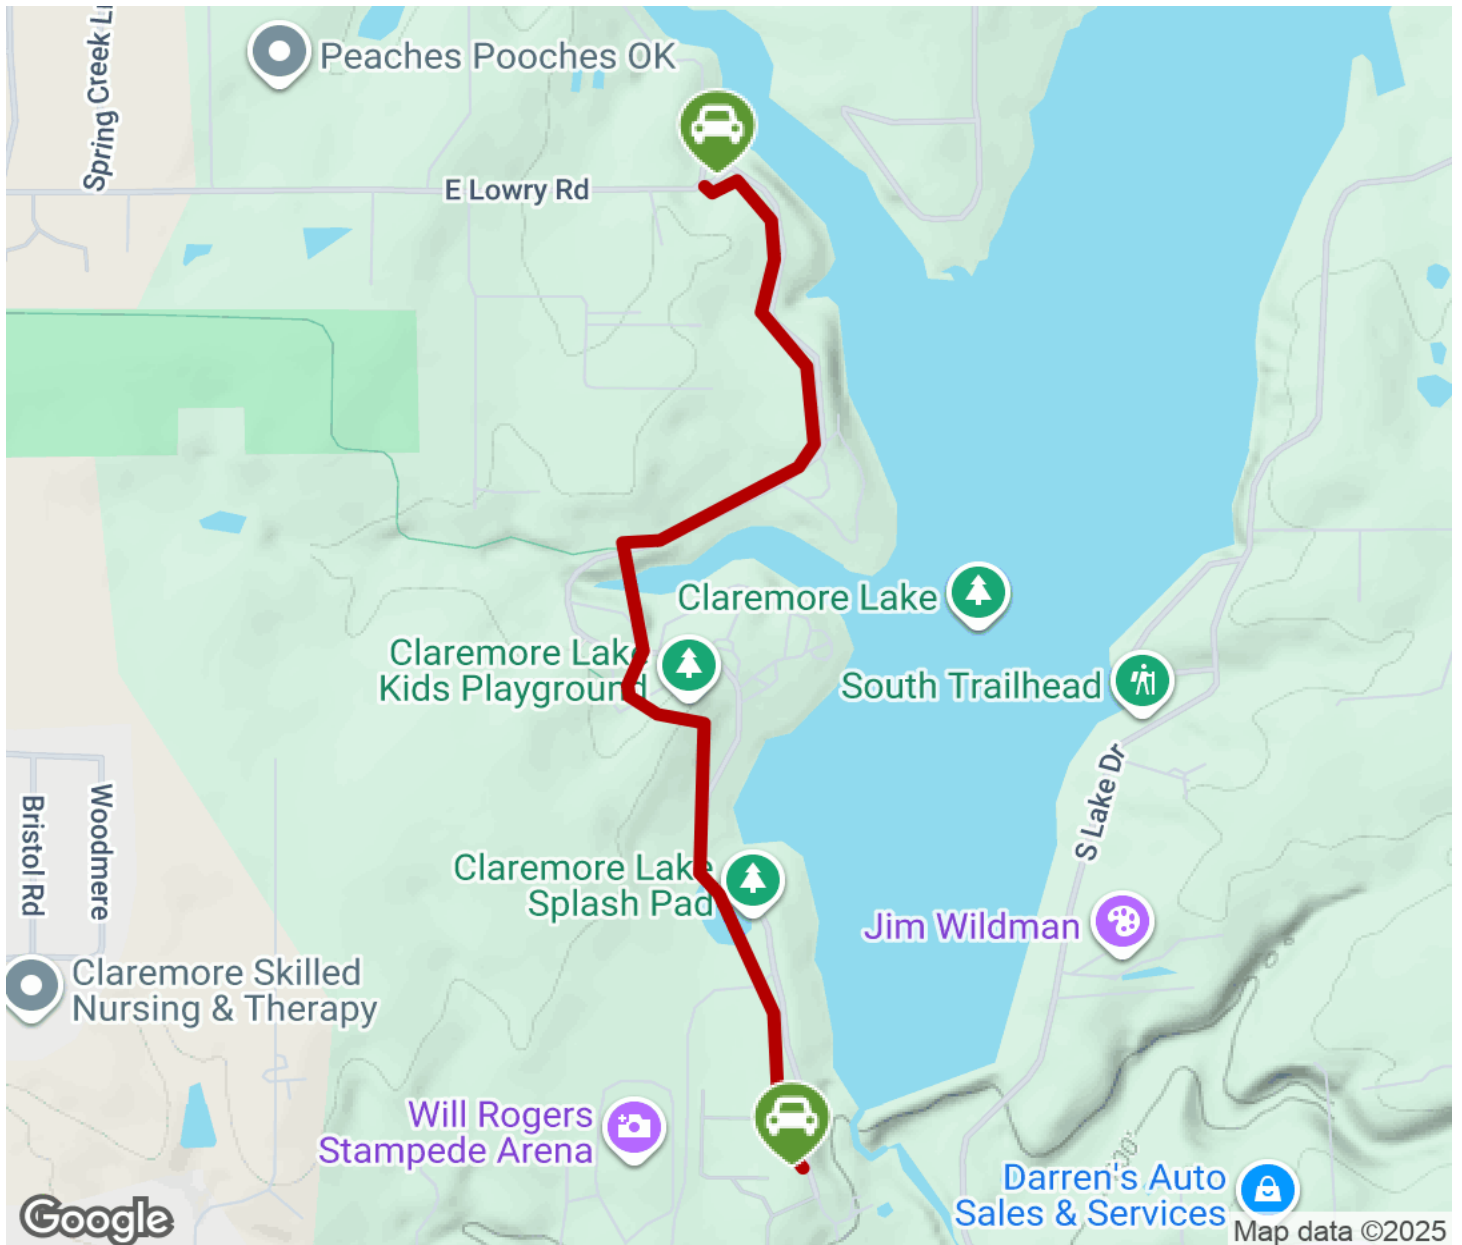 Spring Creek Ln
Peaches Pooches OK
E Lowry Rd
Claremore Lake
Claremore Lake
Kids Playground
South Trailhead
S Lake Dr
Bristol Rd
Woodmere
Claremore Lake
Splash Pad
Jim Wildman
Claremore Skilled
Nursing & Therapy
Will Rogers
Stampede Arena
Darren's Auto
Sales & Services
Google
Map data ©2025